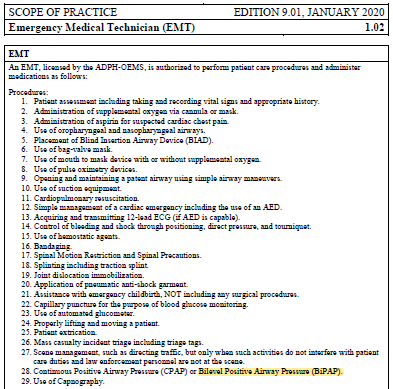 SCOPE OF PRACTICE EDITION 9.01, JANUARY 2020
Emergency Medical Technician (EMT) 1.02
EMT
An EMT, licensed by the ADPH-OEMS, is authorized to perform patient care procedures and administer
medications as follows:
Procedures:
1. Patient assessment including taking and recording vital signs and appropriate history.
2. Administration of supplemental oxygen via cannula or mask.
3. Administration of aspirin for suspected cardiac chest pain.
4. Use of oropharyngeal and nasopharyngeal airways.
5. Placement of Blind Insertion Airway Device (BIAD).
6. Use of bag-valve mask.
7. Use of mouth to mask device with or without supplemental oxygen.
8. Use of pulse oximetry devices.
9. Opening and maintaining a patent airway using simple airway maneuvers.
10. Use of suction equipment.
11. Cardiopulmonary resuscitation.
12. Simple management of a cardiac emergency including the use of an AED.
13. Acquiring and transmitting 12-lead ECG (if AED is capable).
14. Control of bleeding and shock through positioning, direct pressure, and tourniquet.
15. Use of hemostatic agents.
16. Bandaging.
17. Spinal Motion Restriction and Spinal Precautions.
18. Splinting including traction splint.
19. Joint dislocation immobilization.
20. Application of pneumatic anti-shock garment.
21. Assistance with emergency childbirth, NOT including any surgical procedures.
22. Capillary puncture for the purpose of blood glucose monitoring.
23. Use of automated glucometer.
24. Properly lifting and moving a patient.
25. Patient extrication.
26. Mass casualty incident triage including triage tags.
27. Scene management, such as directing traffic, but only when such activities do not interfere with patient
care duties and law enforcement personnel are not at the scene.
28. Continuous Positive Airway Pressure (CPAP) or Bilevel Positive Airway Pressure (BiPAP).
29. Use of Capnography.